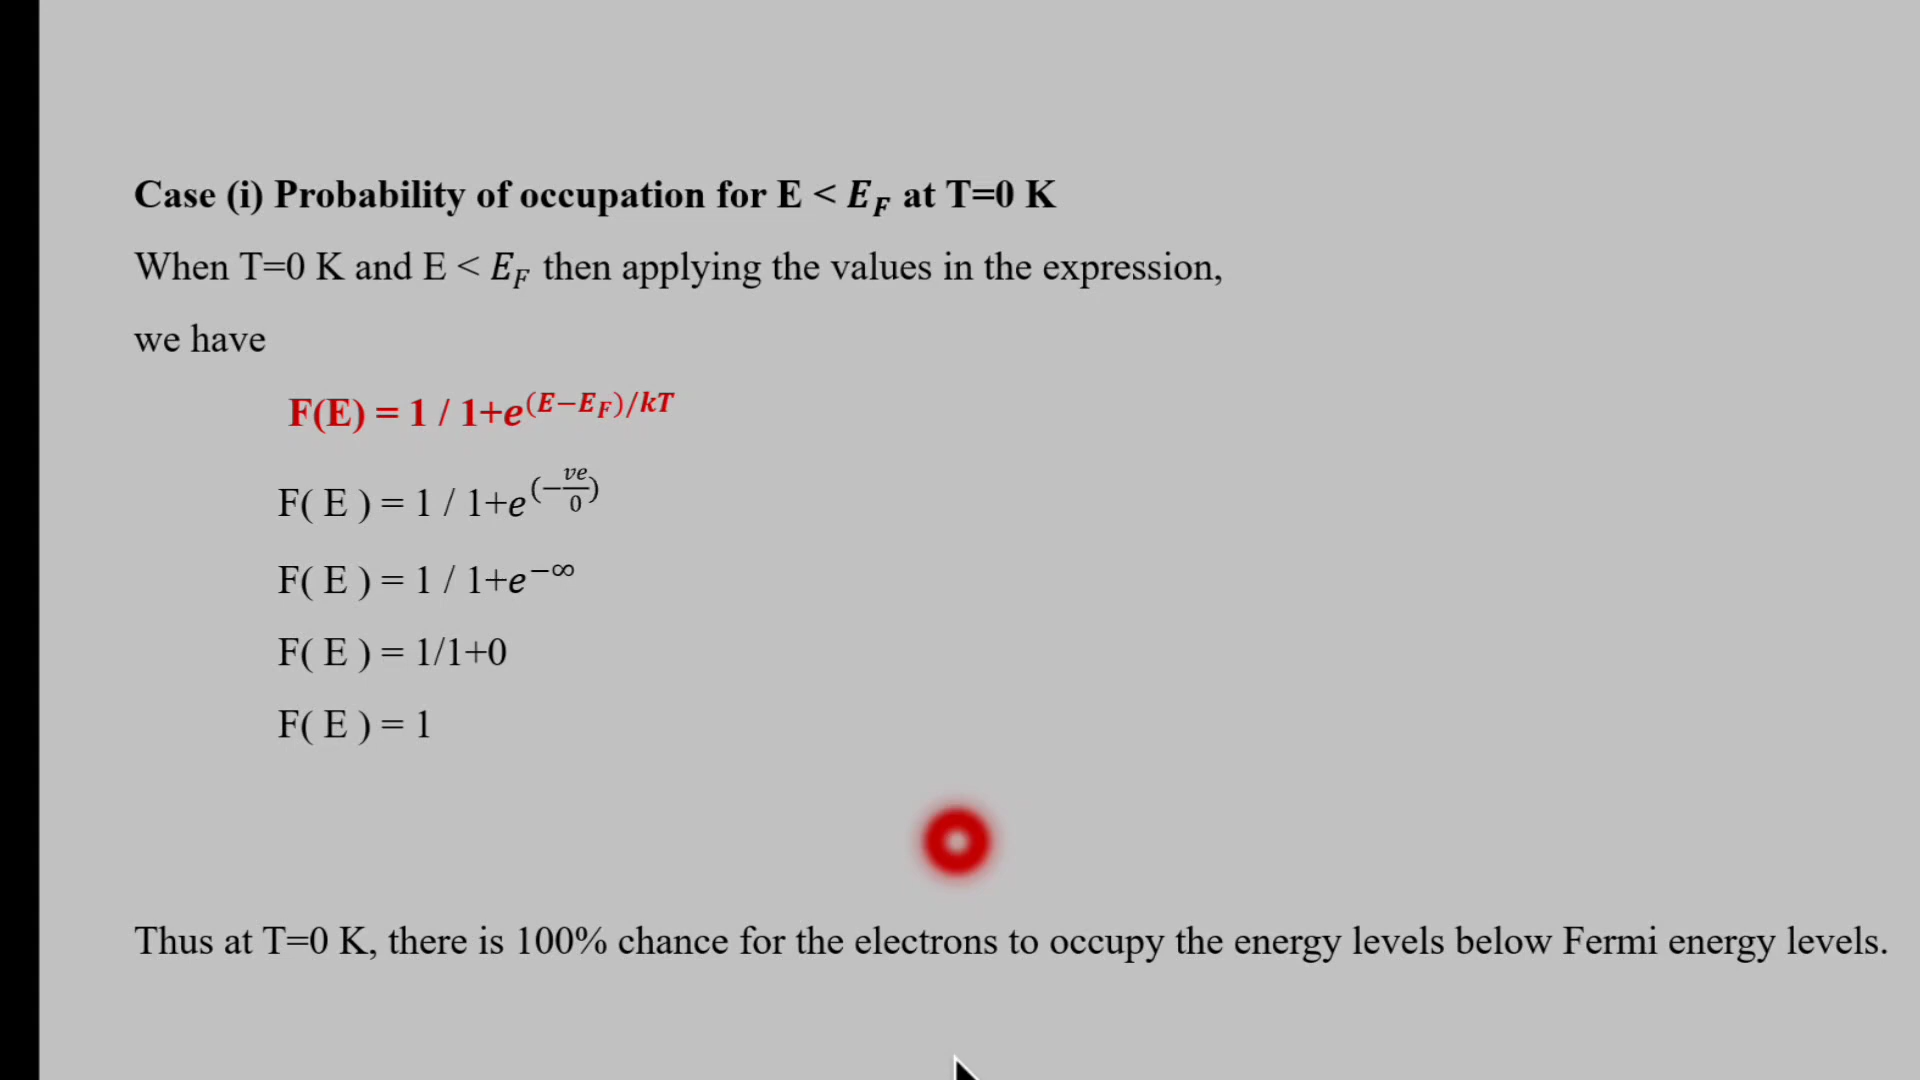 Case (i) Probability of occupation for E < E_F at T=0 K
When T=0 K and E < E_F then applying the values in the expression,
we have
F(E) = 1 / 1+e^{(E−E_F)/kT}
F( E ) = 1 / 1+e^{(−\frac{ve}{0})}
F( E ) = 1 / 1+e^{−∞}
F( E ) = 1/1+0
F( E ) = 1
Thus at T=0 K, there is 100% chance for the electrons to occupy the energy levels below Fermi energy levels.